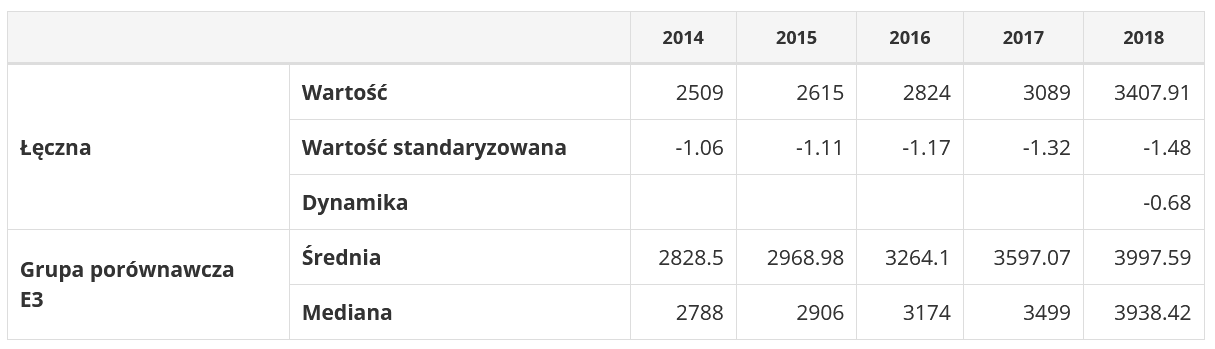 2014 2015 2016 2017 2018
Łęczna
Wartość 2509 2615 2824 3089 3407.91
Wartość standaryzowana -1.06 -1.11 -1.17 -1.32 -1.48
Dynamika -0.68
Grupa porównawcza
E3
Średnia 2828.5 2968.98 3264.1 3597.07 3997.59
Mediana 2788 2906 3174 3499 3938.42